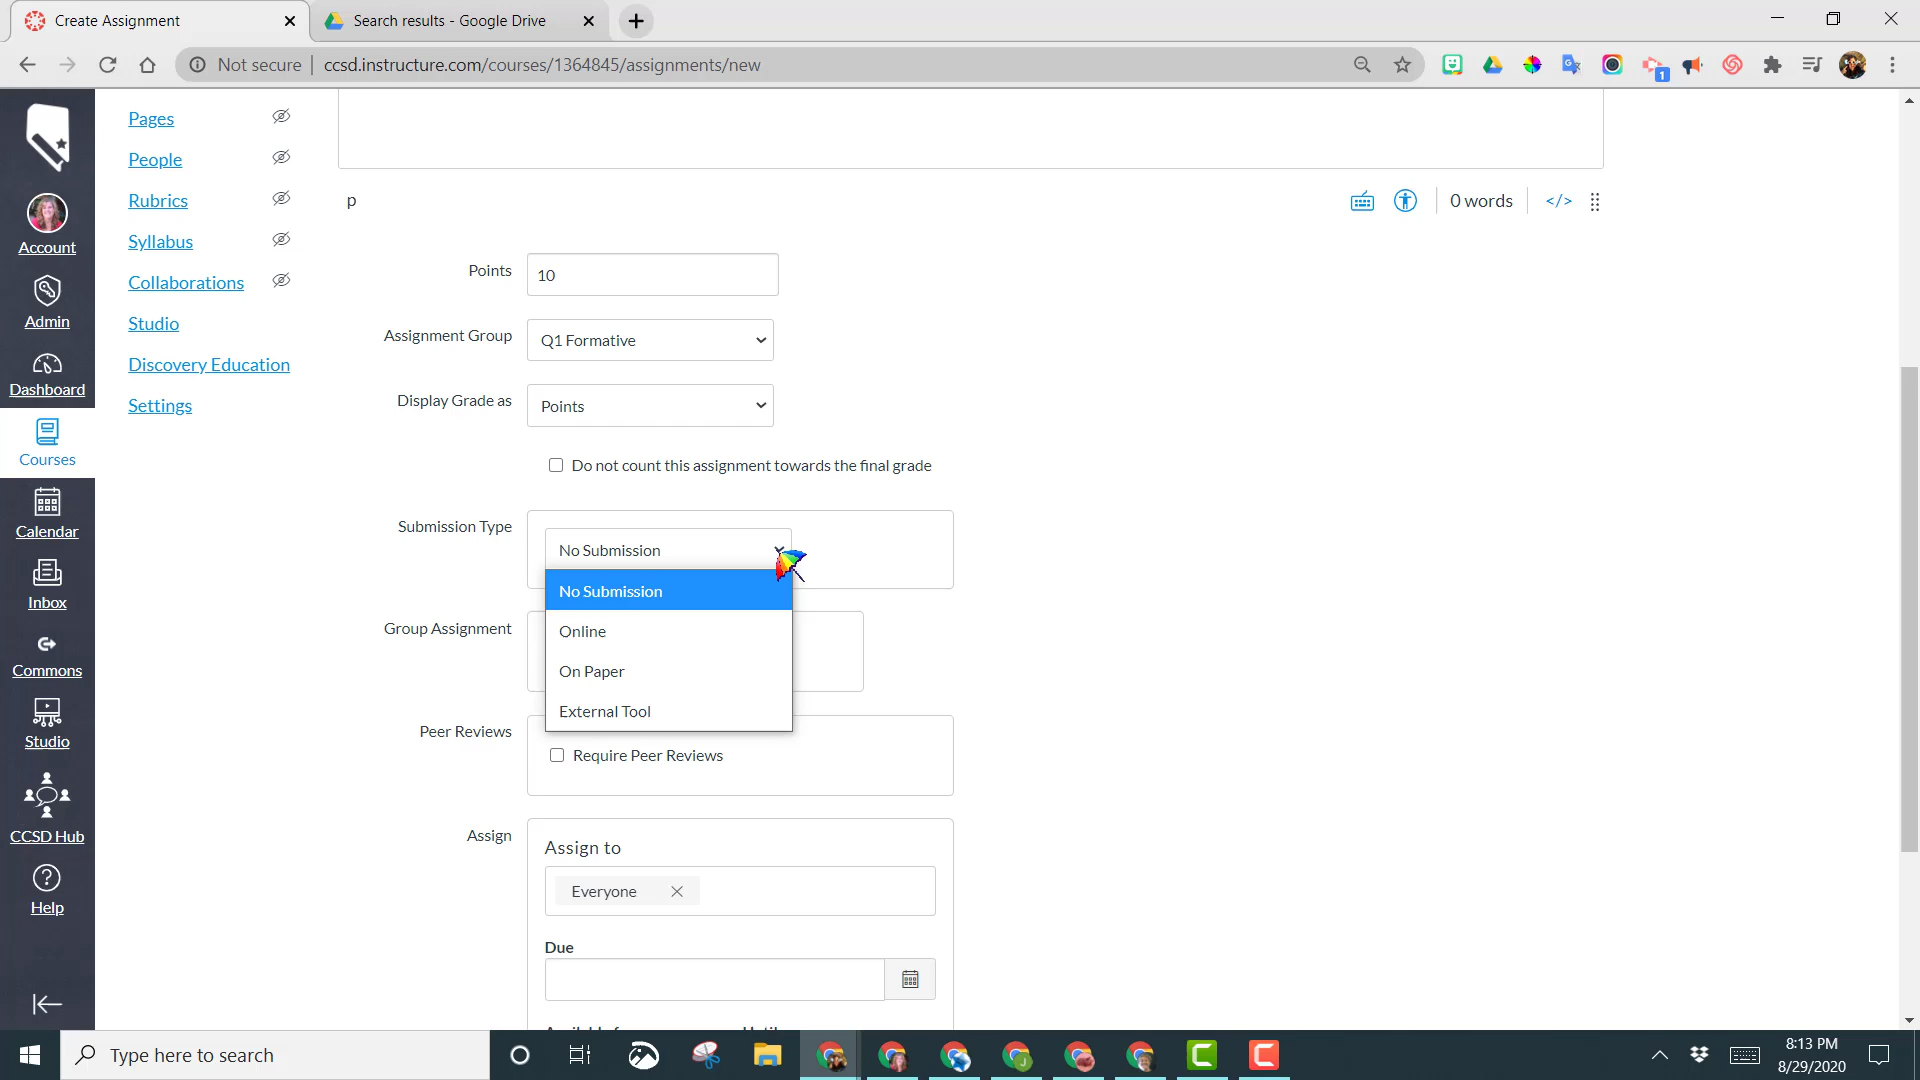 Create Assignment
Search results - Google Drive
Not secure
ccsd.instructure.com/courses/1364845/assignments/new
1
Account
Admin
Dashboard
Courses
Calendar
Inbox
Commons
Studio
CCSD Hub
Help
Pages
People
Rubrics
Syllabus
Collaborations
Studio
Discovery Education
Settings
p
0 words
</>
Points
10
Assignment Group
Q1 Formative
Display Grade as
Points
Do not count this assignment towards the final grade
Submission Type
No Submission
No Submission
Online
On Paper
External Tool
Group Assignment
Peer Reviews
Require Peer Reviews
Assign
Assign to
Everyone
Due
Type here to search
8:13 PM
8/29/2020